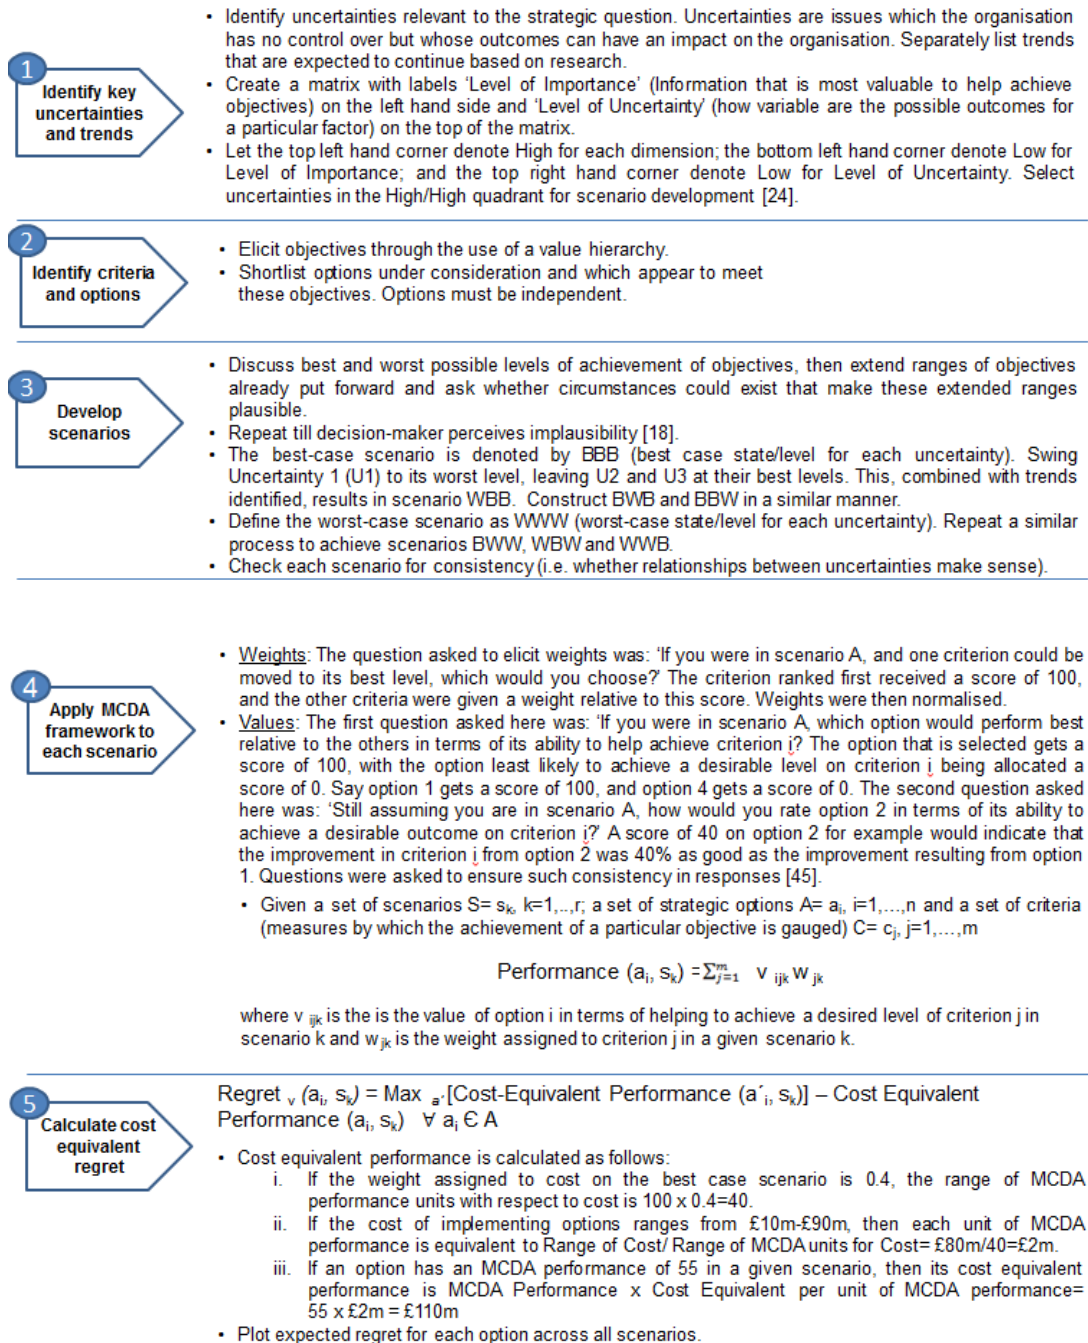 1
Identify key
uncertainties
and trends
• Identify uncertainties relevant to the strategic question. Uncertainties are issues which the organisation
has no control over but whose outcomes can have an impact on the organisation. Separately list trends
that are expected to continue based on research.
• Create a matrix with labels ‘Level of Importance’ (Information that is most valuable to help achieve
objectives) on the left hand side and ‘Level of Uncertainty’ (how variable are the possible outcomes for
a particular factor) on the top of the matrix.
• Let the top left hand corner denote High for each dimension; the bottom left hand corner denote Low for
Level of Importance; and the top right hand corner denote Low for Level of Uncertainty. Select
uncertainties in the High/High quadrant for scenario development [24].
2
Identify criteria
and options
• Elicit objectives through the use of a value hierarchy.
• Shortlist options under consideration and which appear to meet
these objectives. Options must be independent.
3
Develop
scenarios
• Discuss best and worst possible levels of achievement of objectives, then extend ranges of objectives
already put forward and ask whether circumstances could exist that make these extended ranges
plausible.
• Repeat till decision-maker perceives implausibility [18].
• The best-case scenario is denoted by BBB (best case state/level for each uncertainty). Swing
Uncertainty 1 (U1) to its worst level, leaving U2 and U3 at their best levels. This, combined with trends
identified, results in scenario WBB. Construct BWB and BBW in a similar manner.
• Define the worst-case scenario as WWW (worst-case state/level for each uncertainty). Repeat a similar
process to achieve scenarios BWW, WBW and WWB.
• Check each scenario for consistency (i.e. whether relationships between uncertainties make sense).
4
Apply MCDA
framework to
each scenario
• Weights: The question asked to elicit weights was: ‘If you were in scenario A, and one criterion could be
moved to its best level, which would you choose?’ The criterion ranked first received a score of 100,
and the other criteria were given a weight relative to this score. Weights were then normalised.
• Values: The first question asked here was: ‘If you were in scenario A, which option would perform best
relative to the others in terms of its ability to help achieve criterion i? The option that is selected gets a
score of 100, with the option least likely to achieve a desirable level on criterion i being allocated a
score of 0. Say option 1 gets a score of 100, and option 4 gets a score of 0. The second question asked
here was: ‘Still assuming you are in scenario A, how would you rate option 2 in terms of its ability to
achieve a desirable outcome on criterion i?’ A score of 40 on option 2 for example would indicate that
the improvement in criterion i from option 2 was 40% as good as the improvement resulting from option
1. Questions were asked to ensure such consistency in responses [45].
• Given a set of scenarios S= sₖ, k=1,..,r; a set of strategic options A= aᵢ, i=1,…,n and a set of criteria
(measures by which the achievement of a particular objective is gauged) C= cⱼ, j=1,…,m
Performance (aᵢ, sₖ) =Σᵐⱼ₌₁ v ijk w jk
where v ijk is the is the value of option i in terms of helping to achieve a desired level of criterion j in
scenario k and w jk is the weight assigned to criterion j in a given scenario k.
5
Calculate cost
equivalent
regret
Regret v (aᵢ, sₖ) = Max a´[Cost-Equivalent Performance (a´ᵢ, sₖ)] – Cost Equivalent
Performance (aᵢ, sₖ) ∀ aᵢ Є A
• Cost equivalent performance is calculated as follows:
i. If the weight assigned to cost on the best case scenario is 0.4, the range of MCDA
performance units with respect to cost is 100 x 0.4=40.
ii. If the cost of implementing options ranges from £10m-£90m, then each unit of MCDA
performance is equivalent to Range of Cost/ Range of MCDA units for Cost= £80m/40=£2m.
iii. If an option has an MCDA performance of 55 in a given scenario, then its cost equivalent
performance is MCDA Performance x Cost Equivalent per unit of MCDA performance=
55 x £2m = £110m
• Plot expected regret for each option across all scenarios.